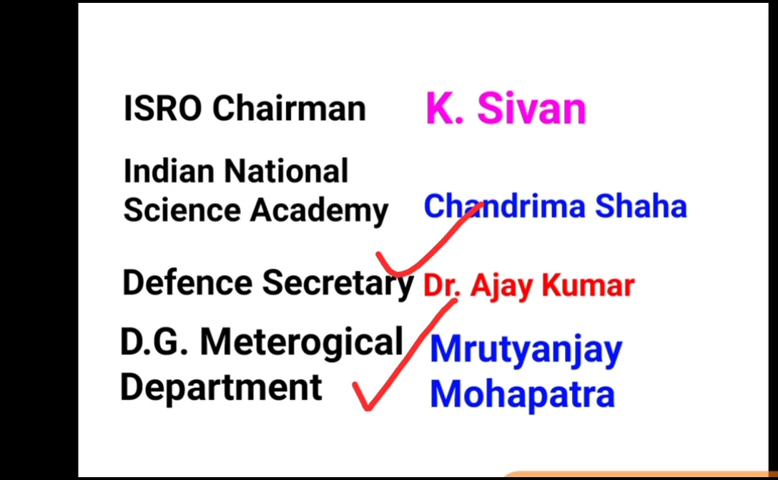 ISRO Chairman K. Sivan
Indian National
Science Academy Chandrima Shaha
Defence Secretary Dr. Ajay Kumar
D.G. Meterogical Mrutyanjay
Department Mohapatra